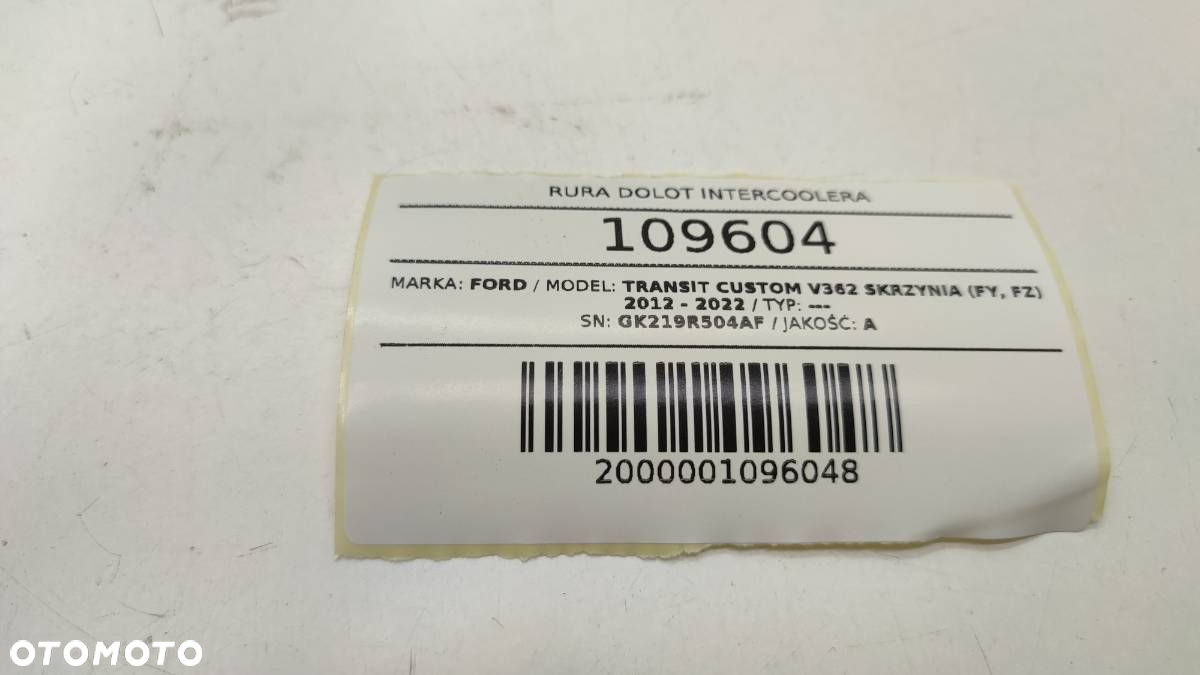 RURA DOLOT INTERCOOLERA
109604
MARKA: FORD / MODEL: TRANSIT CUSTOM V362 SKRZYNIA (FY, FZ)
2012 - 2022 / TYP: ---
SN: GK219R504AF / JAKOŚĆ: A
2000001096048
OTOMOTO